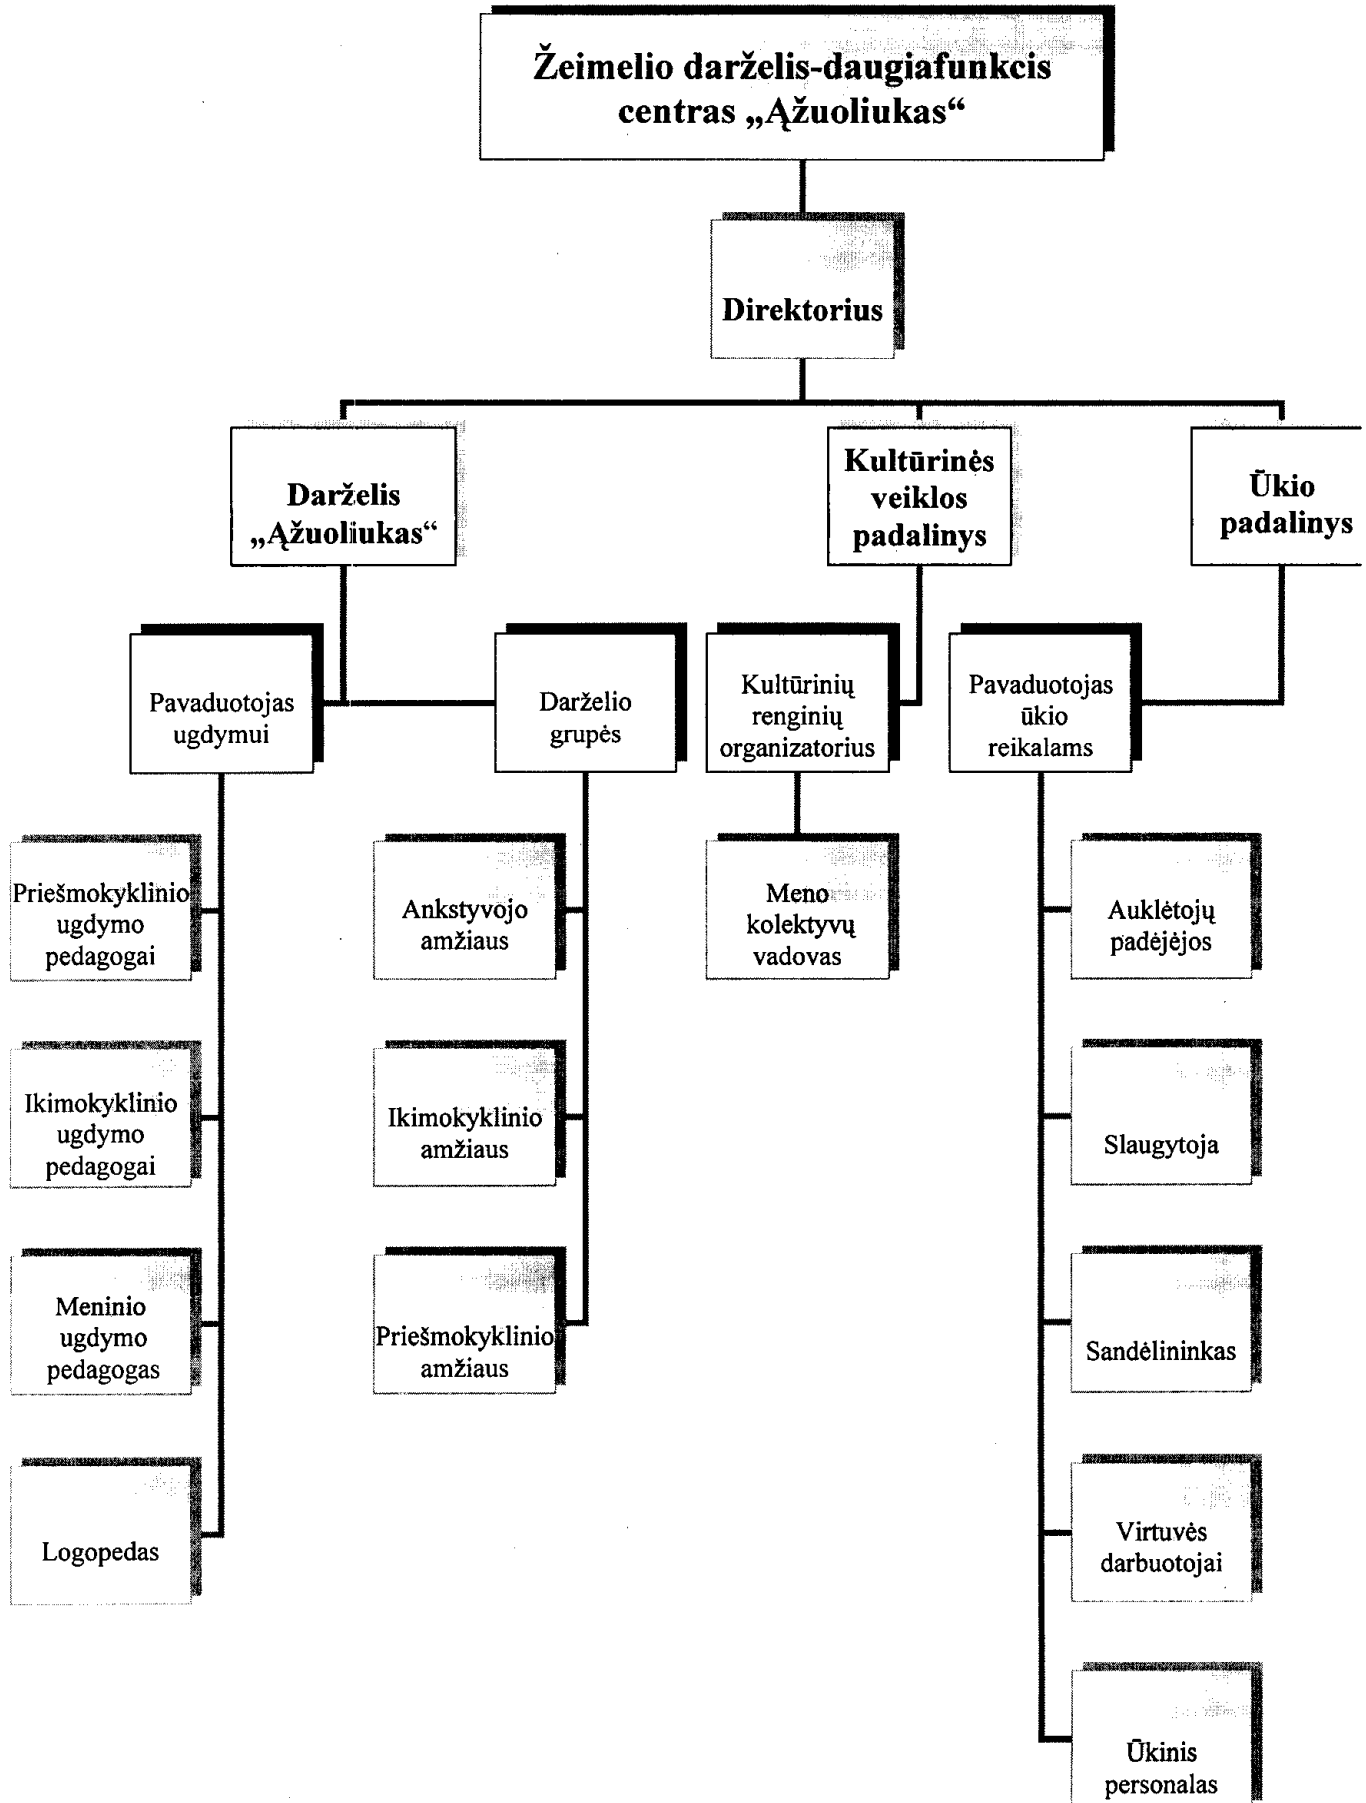 Žeimelio darželis-daugiafunkcis
centras „Ąžuoliukas“
Direktorius
Darželis
„Ąžuoliukas“
Kultūrinės
veiklos
padalinys
Ūkio
padalinys
Pavaduotojas
ugdymui
Darželio
grupės
Kultūrinių
renginių
organizatorius
Pavaduotojas
ūkio
reikalams
Priešmokyklinio
ugdymo
pedagogai
Ankstyvojo
amžiaus
Meno
kolektyvų
vadovas
Auklėtojų
padėjėjos
Ikimokyklinio
ugdymo
pedagogai
Ikimokyklinio
amžiaus
Slaugytoja
Meninio
ugdymo
pedagogas
Priešmokyklinio
amžiaus
Sandėlininkas
Logopedas
Virtuvės
darbuotojai
Ūkinis
personalas